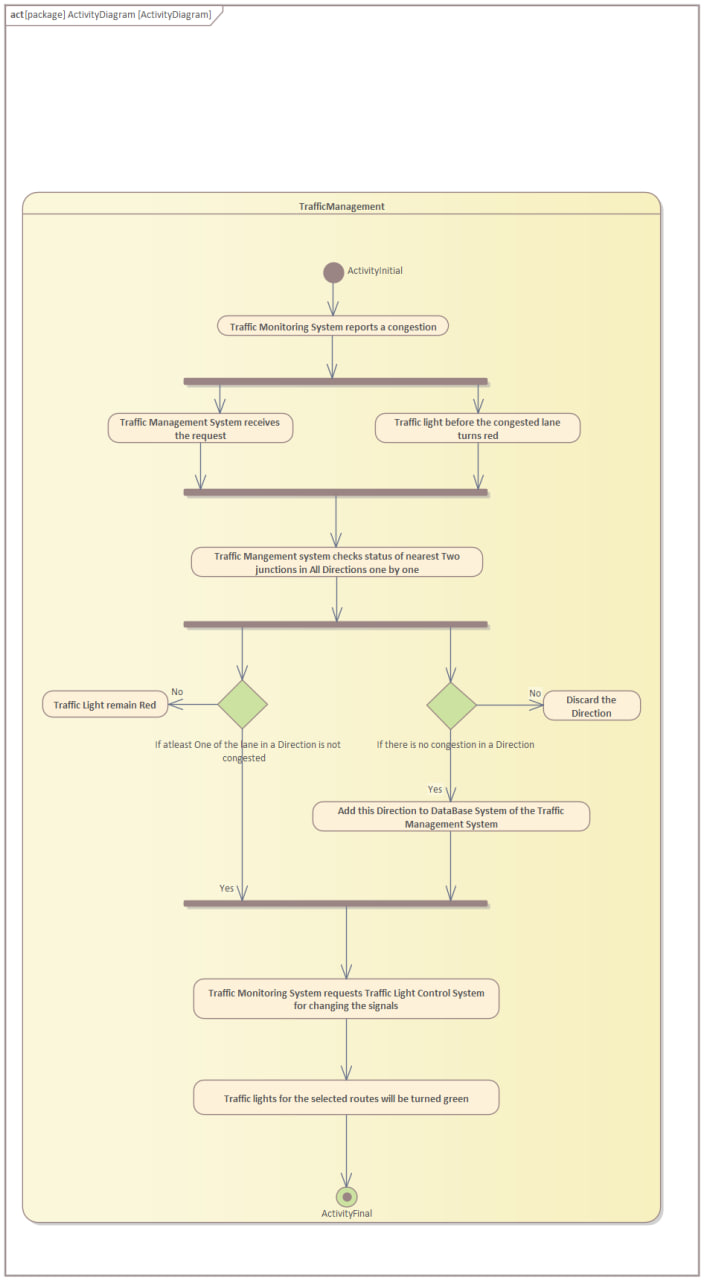 act [package] ActivityDiagram [ActivityDiagram]
TrafficManagement
ActivityInitial
Traffic Monitoring System reports a congestion
Traffic Management System receives
the request
Traffic light before the congested lane
turns red
Traffic Mangement system checks status of nearest Two
junctions in All Directions one by one
No
Traffic Light remain Red
No
Discard the
Direction
If atleast One of the lane in a Direction is not
congested
If there is no congestion in a Direction
Yes
Add this Direction to DataBase System of the Traffic
Management System
Yes
Traffic Monitoring System requests Traffic Light Control System
for changing the signals
Traffic lights for the selected routes will be turned green
ActivityFinal